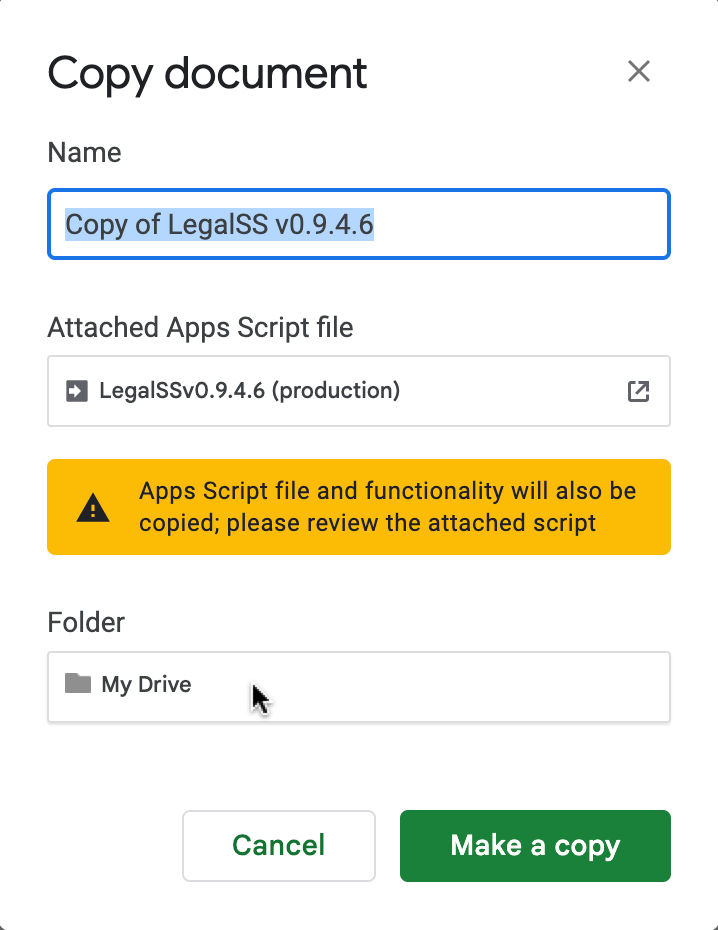 Copy document
Name
Copy of LegalSS v0.9.4.6
Attached Apps Script file
LegalSSv0.9.4.6 (production)
Apps Script file and functionality will also be
copied; please review the attached script
Folder
My Drive
Cancel
Make a copy